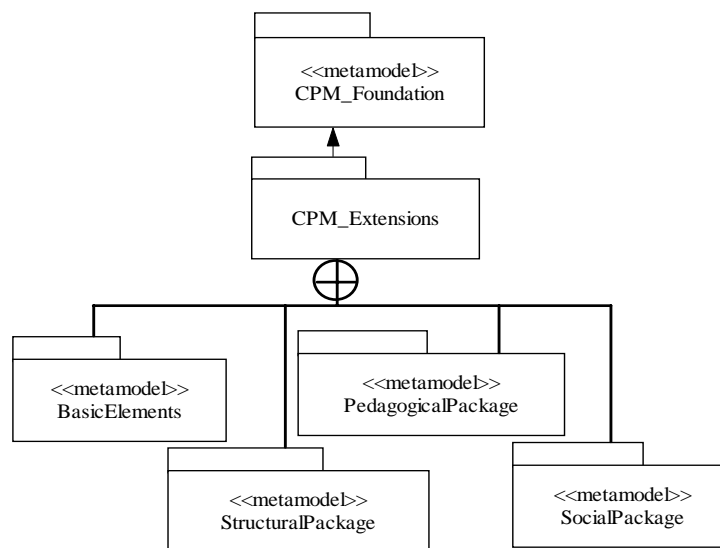 <<metamodel>>
CPM_Foundation
CPM_Extensions
<<metamodel>>
BasicElements
<<metamodel>>
PedagogicalPackage
<<metamodel>>
StructuralPackage
<<metamodel>>
SocialPackage